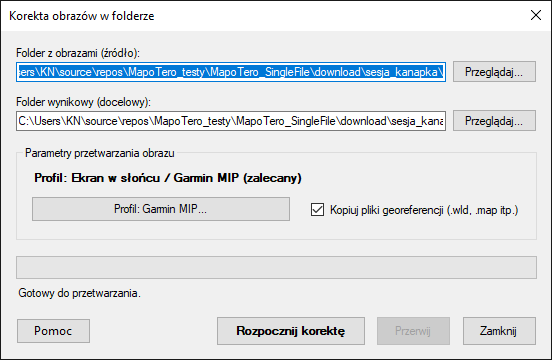 Korekta obrazów w folderze
Folder z obrazami (źródło):
sers\KN\source\repos\MapoTero_testy\MapoTero_SingleFile\download\sesja_kanapka\
Przeglądaj...
Folder wynikowy (docelowy):
C:\Users\KN\source\repos\MapoTero_testy\MapoTero_SingleFile\download\sesja_kana
Przeglądaj...
Parametry przetwarzania obrazu
Profil: Ekran w słońcu / Garmin MIP (zalecany)
Profil: Garmin MIP...
Kopiuj pliki georeferencji (.wld, .map itp.)
Gotowy do przetwarzania.
Pomoc
Rozpocznij korektę
Przerwij
Zamknij